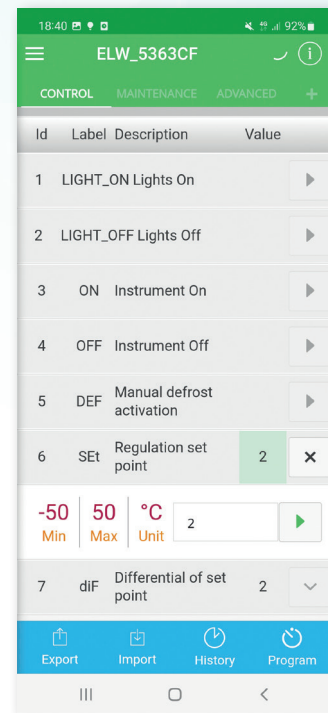 18:40 92%
ELW_5363CF
CONTROL MAINTENANCE ADVANCED +
Id Label Description Value
1 LIGHT_ON Lights On
2 LIGHT_OFF Lights Off
3 ON Instrument On
4 OFF Instrument Off
5 DEF Manual defrost
activation
6 SEt Regulation set
point 2
-50 50 °C 2
Min Max Unit
7 diF Differential of set
point 2
Export Import History Program